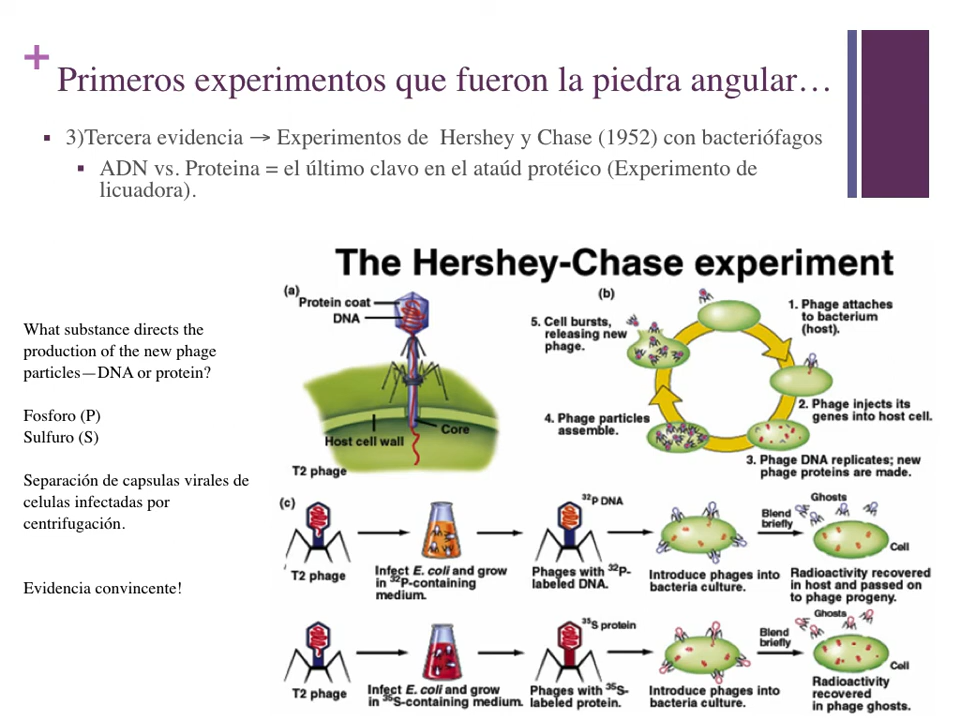 +
Primeros experimentos que fueron la piedra angular…
3)Tercera evidencia → Experimentos de Hershey y Chase (1952) con bacteriófagos
ADN vs. Proteina = el último clavo en el ataúd protéico (Experimento de
licuadora).
What substance directs the
production of the new phage
particles—DNA or protein?
Fosforo (P)
Sulfuro (S)
Separación de capsulas virales de
celulas infectadas por
centrifugación.
Evidencia convincente!
The Hershey-Chase experiment
(a)
Protein coat
DNA
Host cell wall
Core
T2 phage
(b)
1. Phage attaches
to bacterium
(host).
2. Phage injects its
genes into host cell.
3. Phage DNA replicates; new
phage proteins are made.
4. Phage particles
assemble.
5. Cell bursts,
releasing new
phage.
(c)
T2 phage
Infect E. coli and grow
in 32P-containing
medium.
32P DNA
Phages with 32P-
labeled DNA.
Introduce phages into
bacteria culture.
Blend
briefly
Ghosts
Cell
Radioactivity recovered
in host and passed on
to phage progeny.
T2 phage
Infect E. coli and grow
in 35S-containing medium.
35S protein
Phages with 35S-
labeled protein.
Introduce phages into
bacteria culture.
Blend
briefly
Ghosts
Cell
Radioactivity
recovered
in phage ghosts.